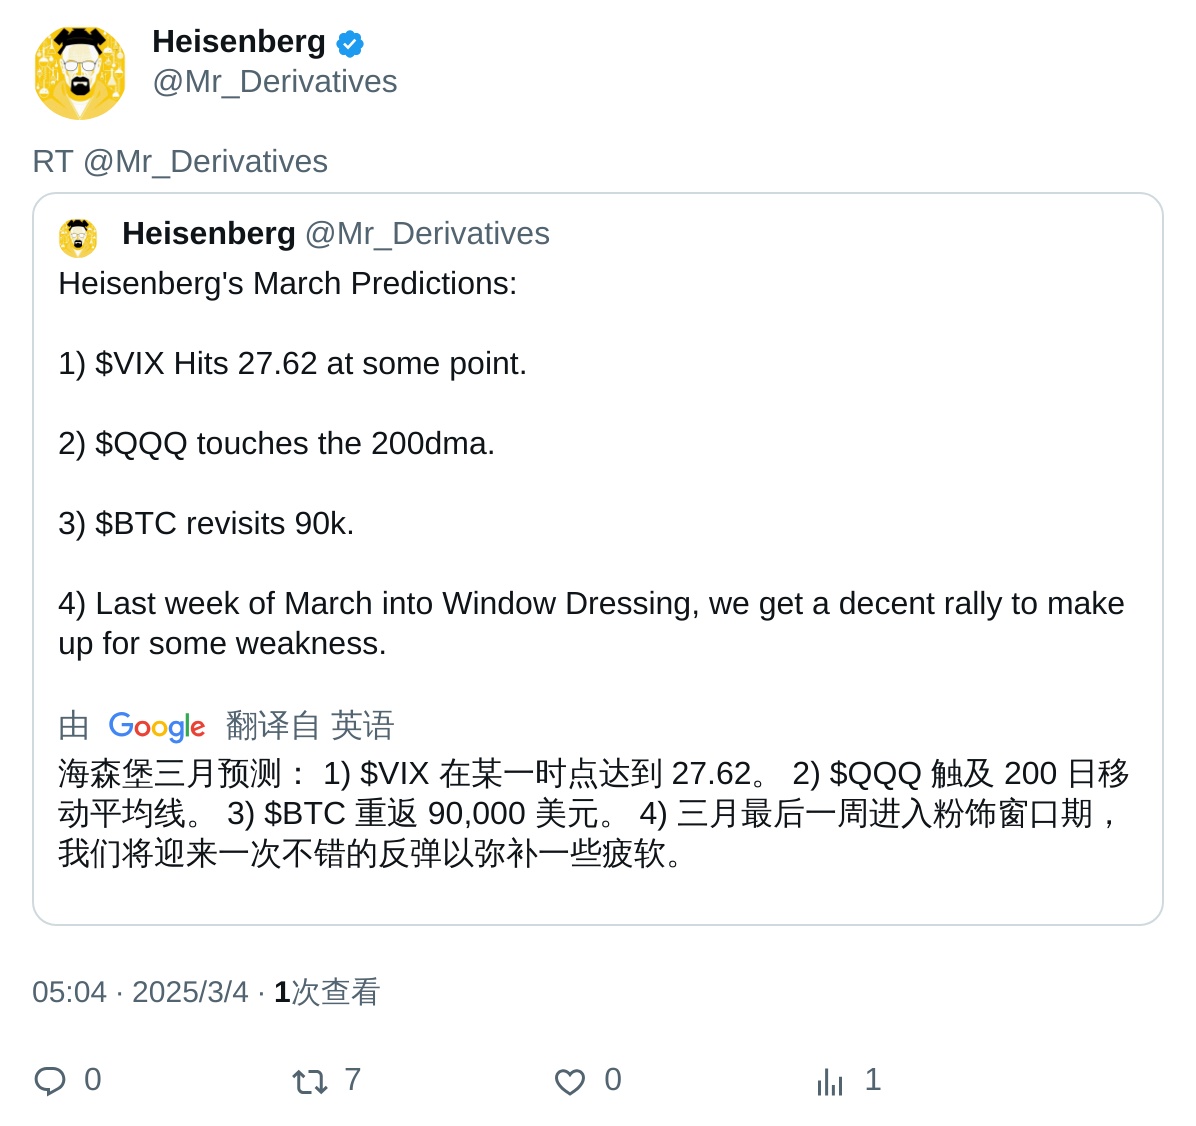 Heisenberg
@Mr_Derivatives
RT @Mr_Derivatives
Heisenberg @Mr_Derivatives
Heisenberg's March Predictions:
1) $VIX Hits 27.62 at some point.
2) $QQQ touches the 200dma.
3) $BTC revisits 90k.
4) Last week of March into Window Dressing, we get a decent rally to make
up for some weakness.
由 Google 翻译自 英语
海森堡三月预测： 1) $VIX 在某一时点达到 27.62。 2) $QQQ 触及 200 日移
动平均线。 3) $BTC 重返 90,000 美元。 4) 三月最后一周进入粉饰窗口期，
我们将迎来一次不错的反弹以弥补一些疲软。
05:04 · 2025/3/4 · 1次查看
0 7 0 1